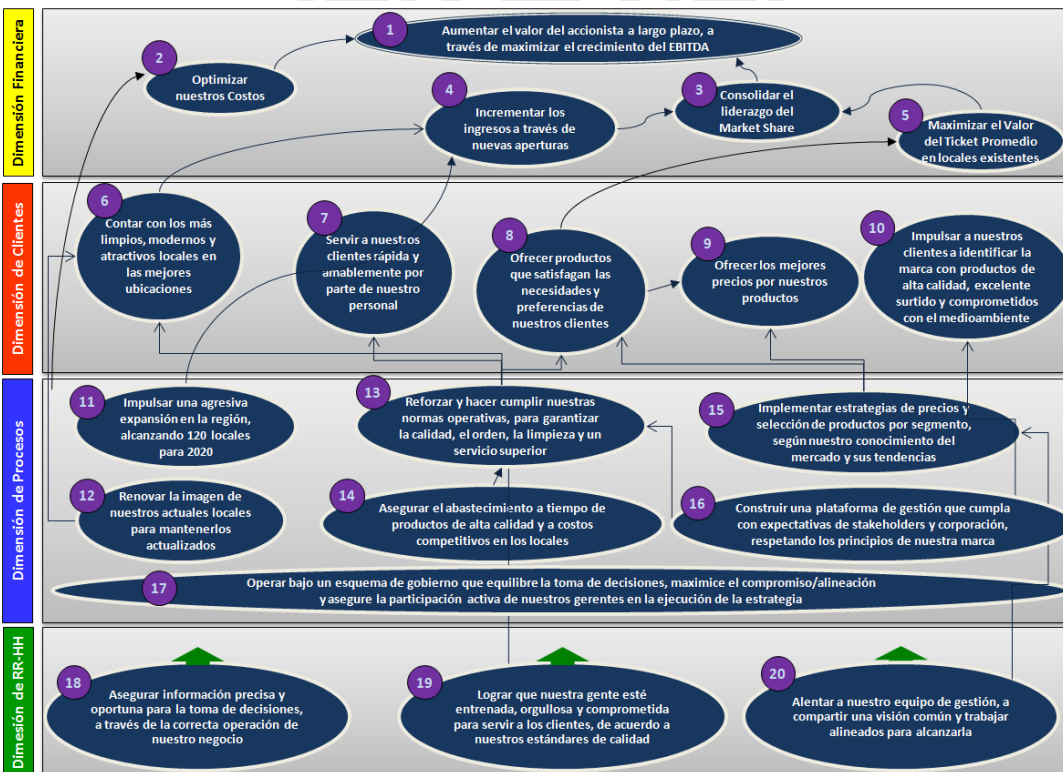 Dimensión Financiera
1
Aumentar el valor del accionista a largo plazo, a
través de maximizar el crecimiento del EBITDA
2
Optimizar
nuestros Costos
4
Incrementar los
ingresos a través de
nuevas aperturas
3
Consolidar el
liderazgo del
Market Share
5
Maximizar el Valor
del Ticket Promedio
en locales existentes
Dimensión de Clientes
6
Contar con los más
limpios, modernos y
atractivos locales en
las mejores
ubicaciones
7
Servir a nuestros
clientes rápida y
amablemente por
parte de nuestro
personal
8
Ofrecer productos
que satisfagan las
necesidades y
preferencias de
nuestros clientes
9
Ofrecer los mejores
precios por nuestros
productos
10
Impulsar a nuestros
clientes a identificar la
marca con productos de
alta calidad, excelente
surtido y comprometidos
con el medioambiente
Dimensión de Procesos
11
Impulsar una agresiva
expansión en la región,
alcanzando 120 locales
para 2020
13
Reforzar y hacer cumplir nuestras
normas operativas, para garantizar
la calidad, el orden, la limpieza y un
servicio superior
15
Implementar estrategias de precios y
selección de productos por segmento,
según nuestro conocimiento del
mercado y sus tendencias
12
Renovar la imagen de
nuestros actuales locales
para mantenerlos
actualizados
14
Asegurar el abastecimiento a tiempo de
productos de alta calidad y a costos
competitivos en los locales
16
Construir una plataforma de gestión que cumpla
con expectativas de stakeholders y corporación,
respetando los principios de nuestra marca
17
Operar bajo un esquema de gobierno que equilibre la toma de decisiones, maximice el compromiso/alineación
y asegure la participación activa de nuestros gerentes en la ejecución de la estrategia
Dimesión de RR-HH
18
Asegurar información precisa y
oportuna para la toma de decisiones,
a través de la correcta operación de
nuestro negocio
19
Lograr que nuestra gente esté
entrenada, orgullosa y comprometida
para servir a los clientes, de acuerdo a
nuestros estándares de calidad
20
Alentar a nuestro equipo de gestión, a
compartir una visión común y trabajar
alineados para alcanzarla